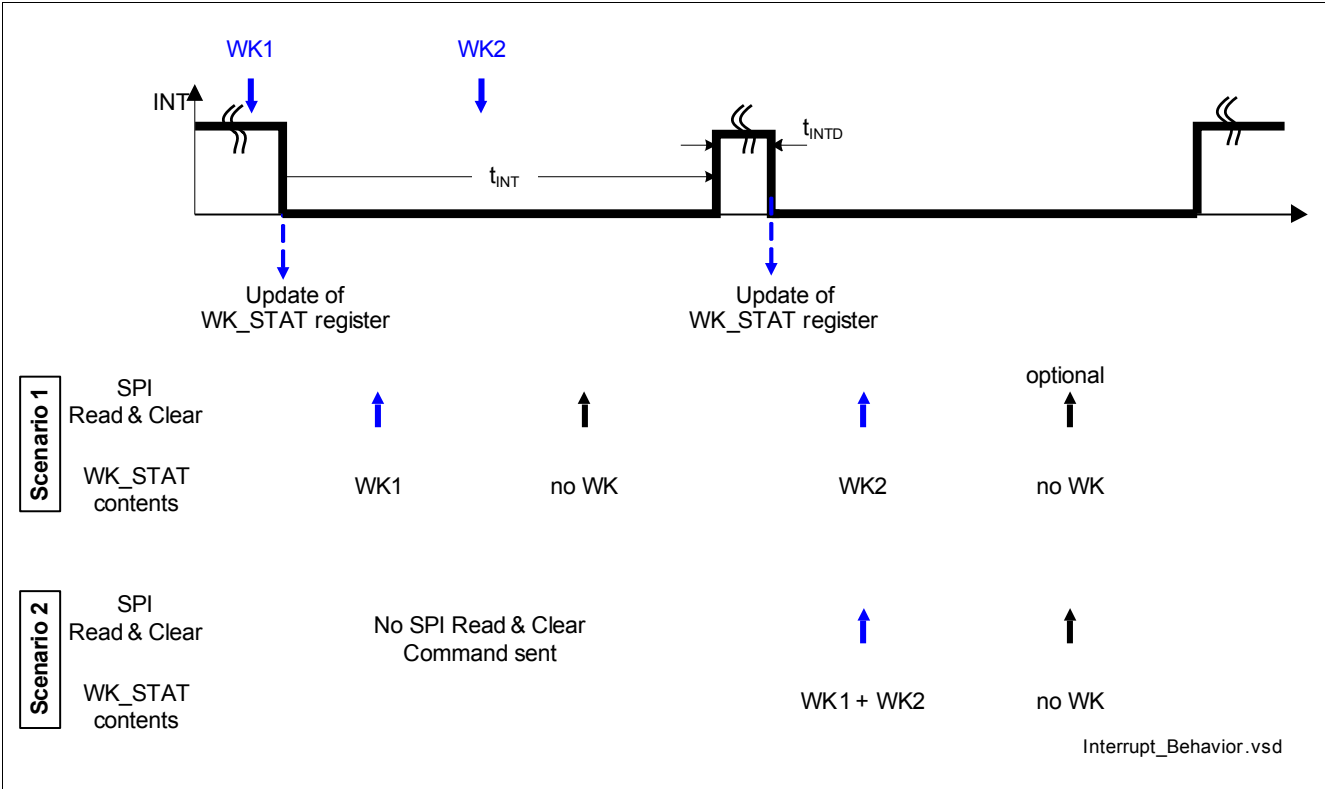 WK1 WK2
INT
tINTD
tINT
Update of
WK_STAT register
Update of
WK_STAT register
Scenario 1
SPI
Read & Clear
optional
WK_STAT
contents
WK1 no WK WK2 no WK
Scenario 2
SPI
Read & Clear
No SPI Read & Clear
Command sent
WK_STAT
contents
WK1 + WK2 no WK
Interrupt_Behavior.vsd